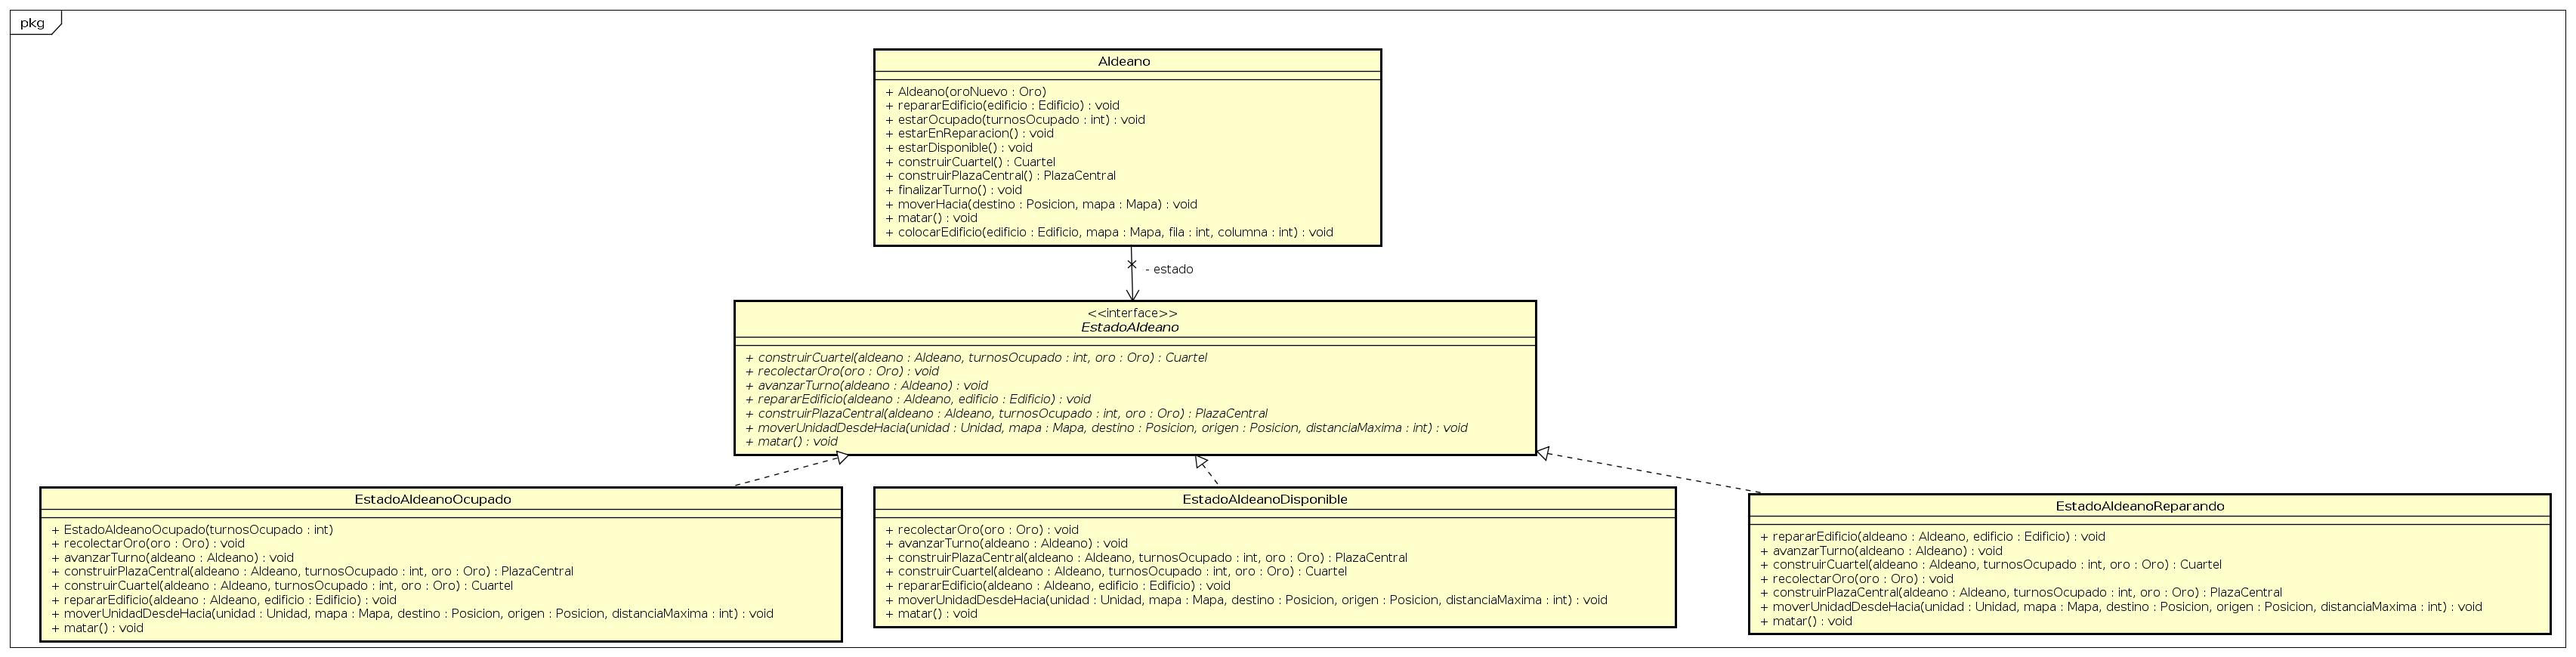 pkg
Aldeano
+ Aldeano(oroNuevo : Oro)
+ repararEdificio(edificio : Edificio) : void
+ estarOcupado(turnosOcupado : int) : void
+ estarEnReparacion() : void
+ estarDisponible() : void
+ construirCuartel() : Cuartel
+ construirPlazaCentral() : PlazaCentral
+ finalizarTurno() : void
+ moverHacia(destino : Posicion, mapa : Mapa) : void
+ matar() : void
+ colocarEdificio(edificio : Edificio, mapa : Mapa, fila : int, columna : int) : void
- estado
<<interface>>
EstadoAldeano
+ construirCuartel(aldeano : Aldeano, turnosOcupado : int, oro : Oro) : Cuartel
+ recolectarOro(oro : Oro) : void
+ avanzarTurno(aldeano : Aldeano) : void
+ repararEdificio(aldeano : Aldeano, edificio : Edificio) : void
+ construirPlazaCentral(aldeano : Aldeano, turnosOcupado : int, oro : Oro) : PlazaCentral
+ moverUnidadDesdeHacia(unidad : Unidad, mapa : Mapa, destino : Posicion, origen : Posicion, distanciaMaxima : int) : void
+ matar() : void
EstadoAldeanoOcupado
+ EstadoAldeanoOcupado(turnosOcupado : int)
+ recolectarOro(oro : Oro) : void
+ avanzarTurno(aldeano : Aldeano) : void
+ construirPlazaCentral(aldeano : Aldeano, turnosOcupado : int, oro : Oro) : PlazaCentral
+ construirCuartel(aldeano : Aldeano, turnosOcupado : int, oro : Oro) : Cuartel
+ repararEdificio(aldeano : Aldeano, edificio : Edificio) : void
+ moverUnidadDesdeHacia(unidad : Unidad, mapa : Mapa, destino : Posicion, origen : Posicion, distanciaMaxima : int) : void
+ matar() : void
EstadoAldeanoDisponible
+ recolectarOro(oro : Oro) : void
+ avanzarTurno(aldeano : Aldeano) : void
+ construirPlazaCentral(aldeano : Aldeano, turnosOcupado : int, oro : Oro) : PlazaCentral
+ construirCuartel(aldeano : Aldeano, turnosOcupado : int, oro : Oro) : Cuartel
+ repararEdificio(aldeano : Aldeano, edificio : Edificio) : void
+ moverUnidadDesdeHacia(unidad : Unidad, mapa : Mapa, destino : Posicion, origen : Posicion, distanciaMaxima : int) : void
+ matar() : void
EstadoAldeanoReparando
+ repararEdificio(aldeano : Aldeano, edificio : Edificio) : void
+ avanzarTurno(aldeano : Aldeano) : void
+ construirCuartel(aldeano : Aldeano, turnosOcupado : int, oro : Oro) : Cuartel
+ recolectarOro(oro : Oro) : void
+ construirPlazaCentral(aldeano : Aldeano, turnosOcupado : int, oro : Oro) : PlazaCentral
+ moverUnidadDesdeHacia(unidad : Unidad, mapa : Mapa, destino : Posicion, origen : Posicion, distanciaMaxima : int) : void
+ matar() : void